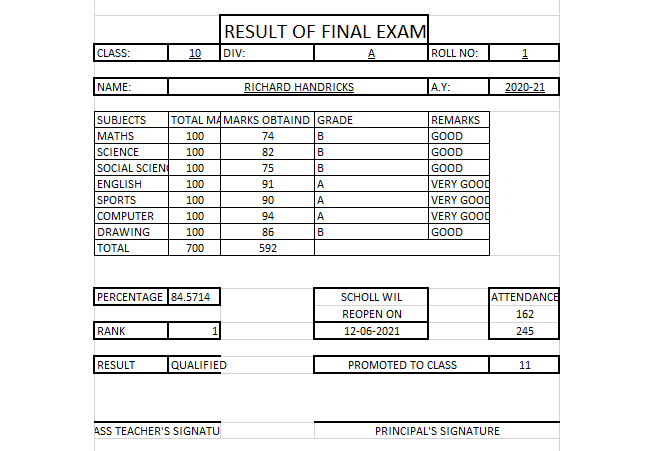 RESULT OF FINAL EXAM
CLASS: 10 DIV: A ROLL NO: 1
NAME: RICHARD HANDRICKS A.Y: 2020-21
SUBJECTS TOTAL MA MARKS OBTAIND GRADE REMARKS
MATHS 100 74 B GOOD
SCIENCE 100 82 B GOOD
SOCIAL SCIEN 100 75 B GOOD
ENGLISH 100 91 A VERY GOOD
SPORTS 100 90 A VERY GOOD
COMPUTER 100 94 A VERY GOOD
DRAWING 100 86 B GOOD
TOTAL 700 592
PERCENTAGE 84.5714 SCHOLL WIL ATTENDANCE
REOPEN ON 162
RANK 1 12-06-2021 245
RESULT QUALIFIED PROMOTED TO CLASS 11
ASS TEACHER'S SIGNATU PRINCIPAL'S SIGNATURE